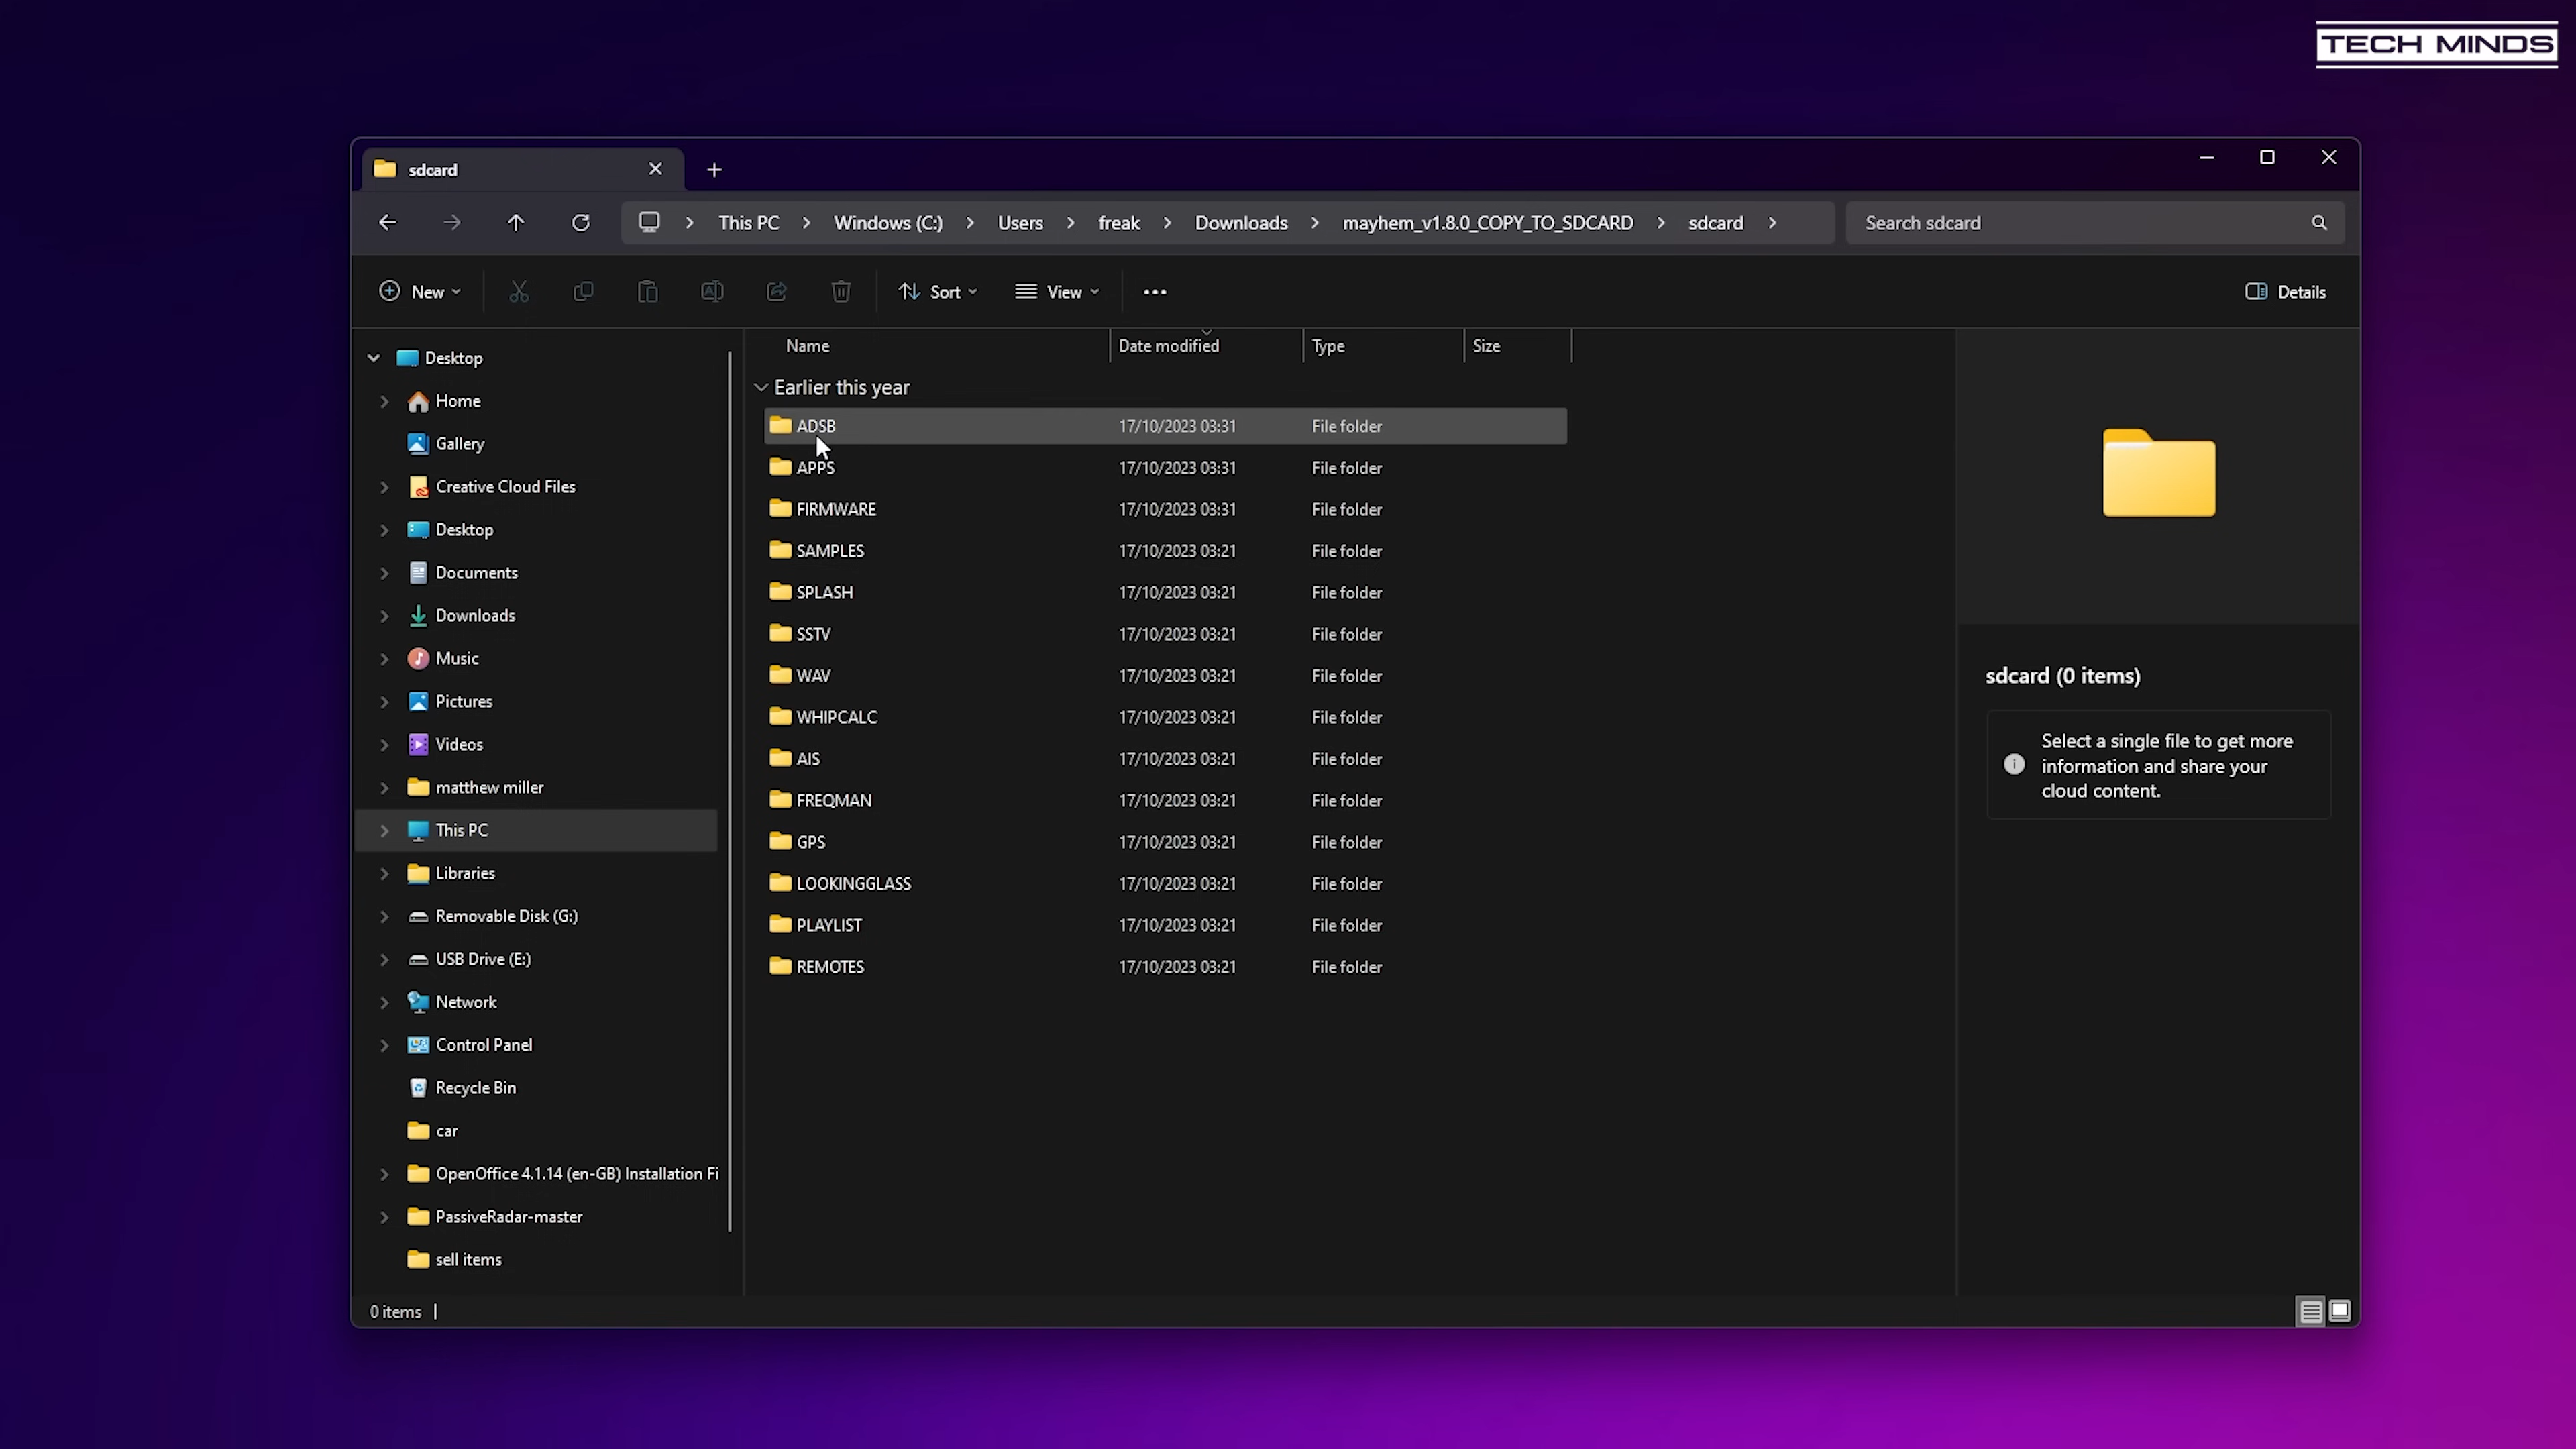 TECH MINDS
sdcard
This PC > Windows (C:) > Users > freak > Downloads > mayhem_v1.8.0_COPY_TO_SDCARD > sdcard >
Search sdcard
New
Sort
View
Details
Desktop
Home
Gallery
Creative Cloud Files
Desktop
Documents
Downloads
Music
Pictures
Videos
matthew miller
This PC
Libraries
Removable Disk (G:)
USB Drive (E:)
Network
Control Panel
Recycle Bin
car
OpenOffice 4.1.14 (en-GB) Installation Fi
PassiveRadar-master
sell items
Name Date modified Type Size
Earlier this year
ADSB 17/10/2023 03:31 File folder
APPS 17/10/2023 03:31 File folder
FIRMWARE 17/10/2023 03:31 File folder
SAMPLES 17/10/2023 03:21 File folder
SPLASH 17/10/2023 03:21 File folder
SSTV 17/10/2023 03:21 File folder
WAV 17/10/2023 03:21 File folder
WHIPCALC 17/10/2023 03:21 File folder
AIS 17/10/2023 03:21 File folder
FREQMAN 17/10/2023 03:21 File folder
GPS 17/10/2023 03:21 File folder
LOOKINGGLASS 17/10/2023 03:21 File folder
PLAYLIST 17/10/2023 03:21 File folder
REMOTES 17/10/2023 03:21 File folder
sdcard (0 items)
Select a single file to get more
information and share your
cloud content.
0 items